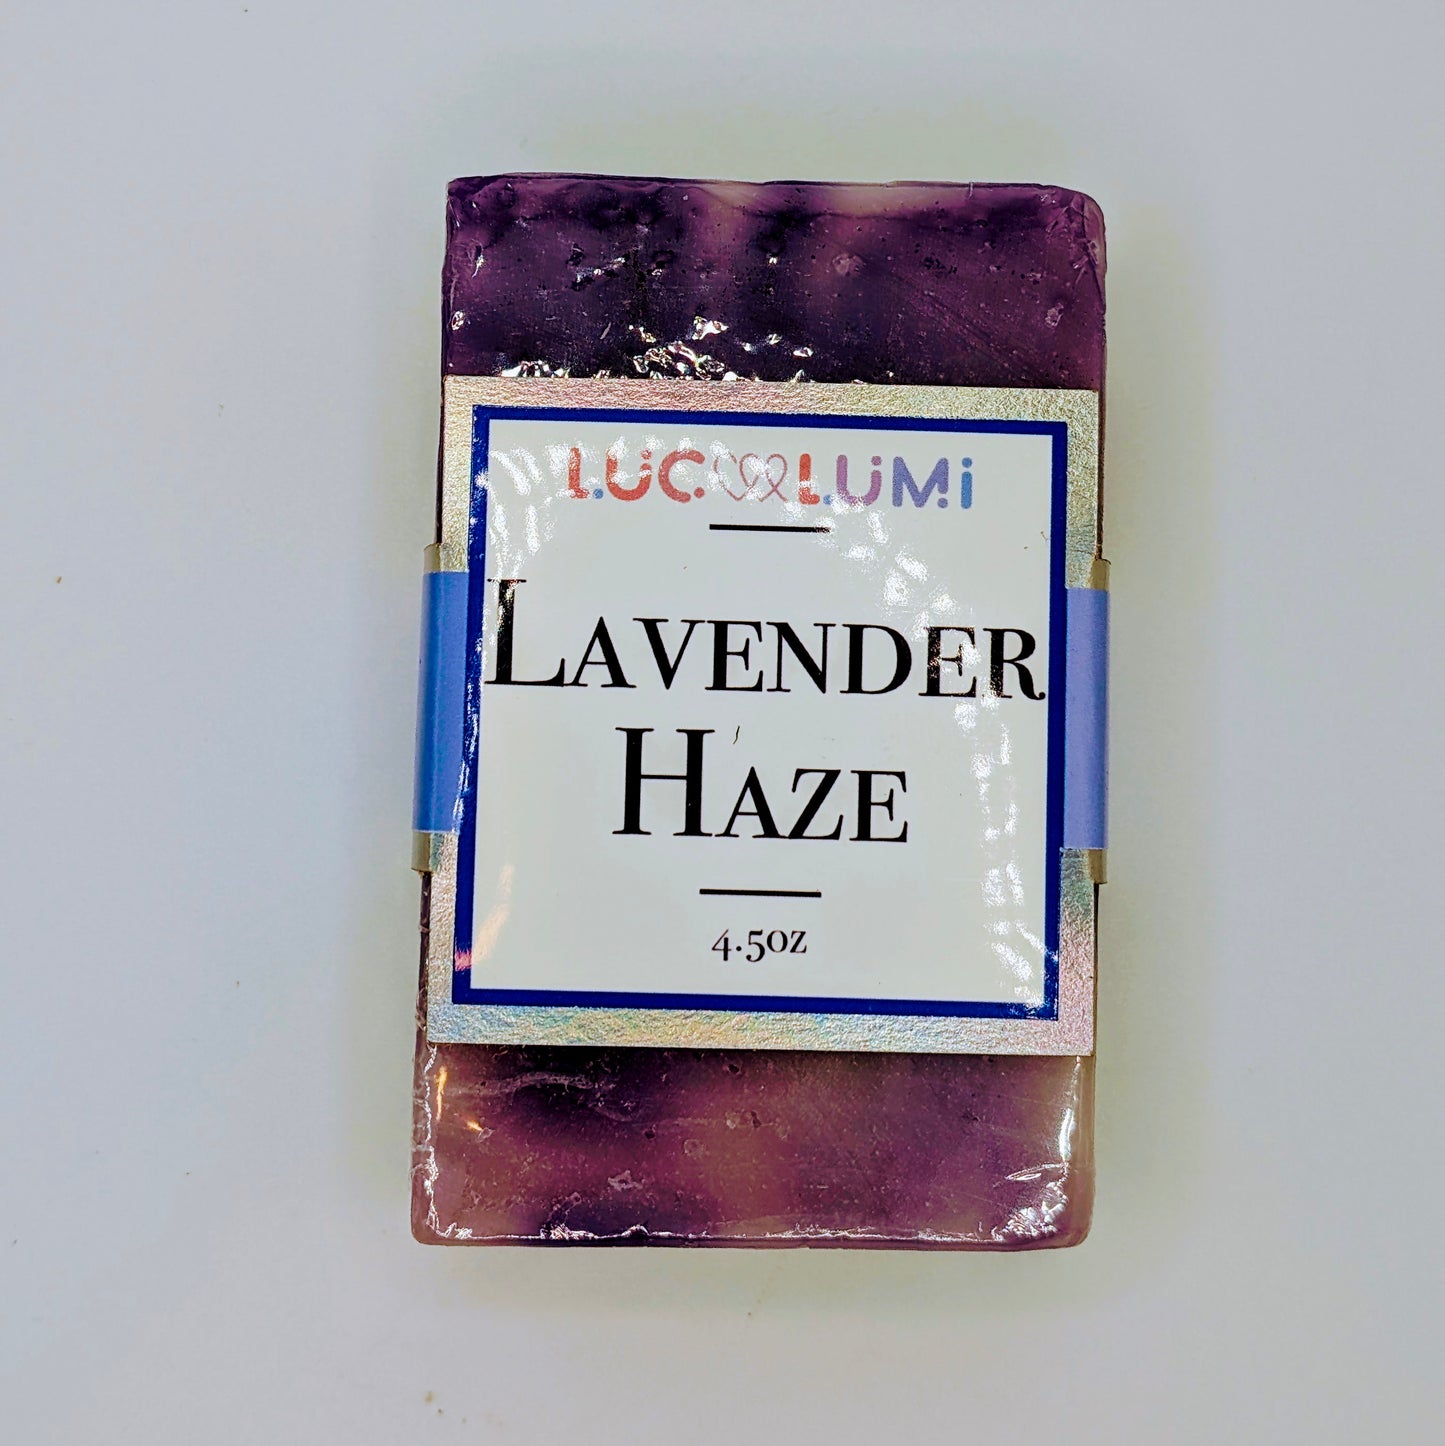 LUC LUMi
LAVENDER
HAZE
4.5OZ